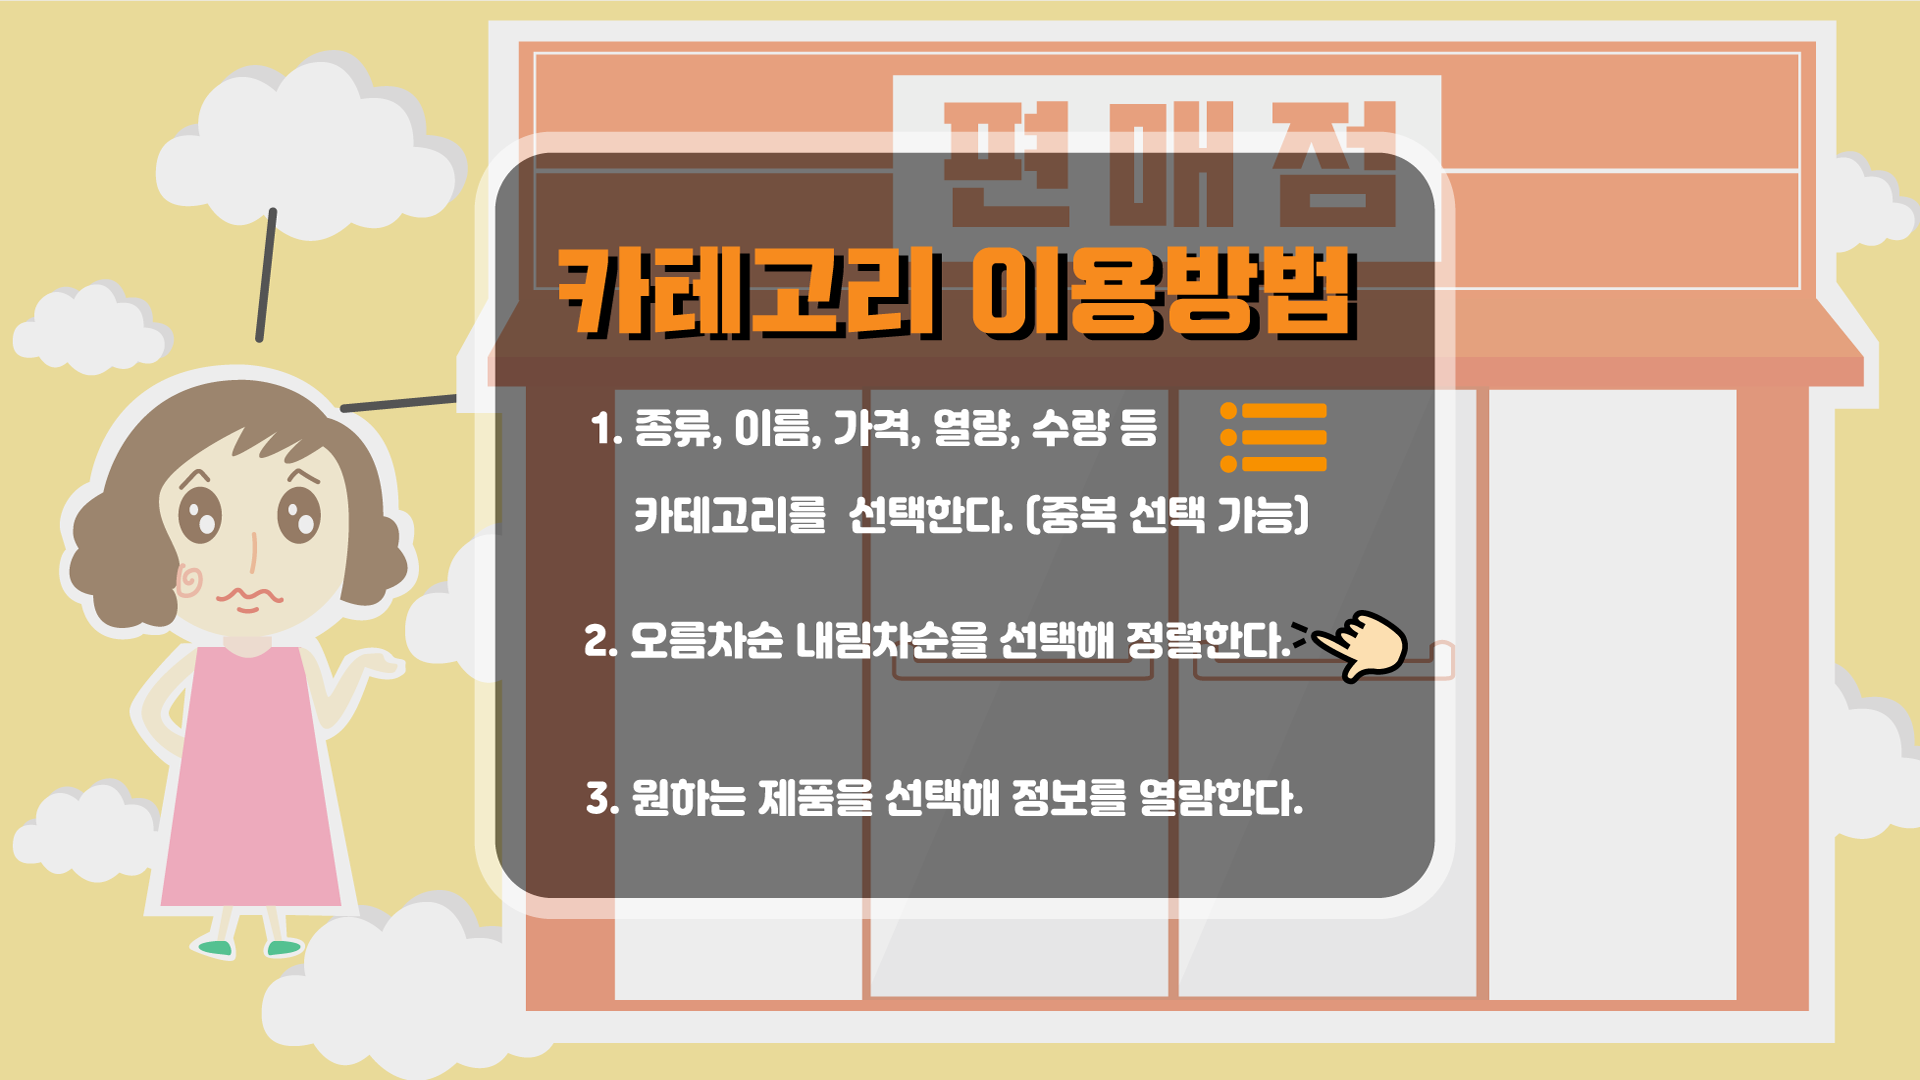 편매점
카테고리 이용방법
1. 종류, 이름, 가격, 열량, 수량 등
카테고리를 선택한다. (중복 선택 가능)
2. 오름차순 내림차순을 선택해 정렬한다.
3. 원하는 제품을 선택해 정보를 열람한다.